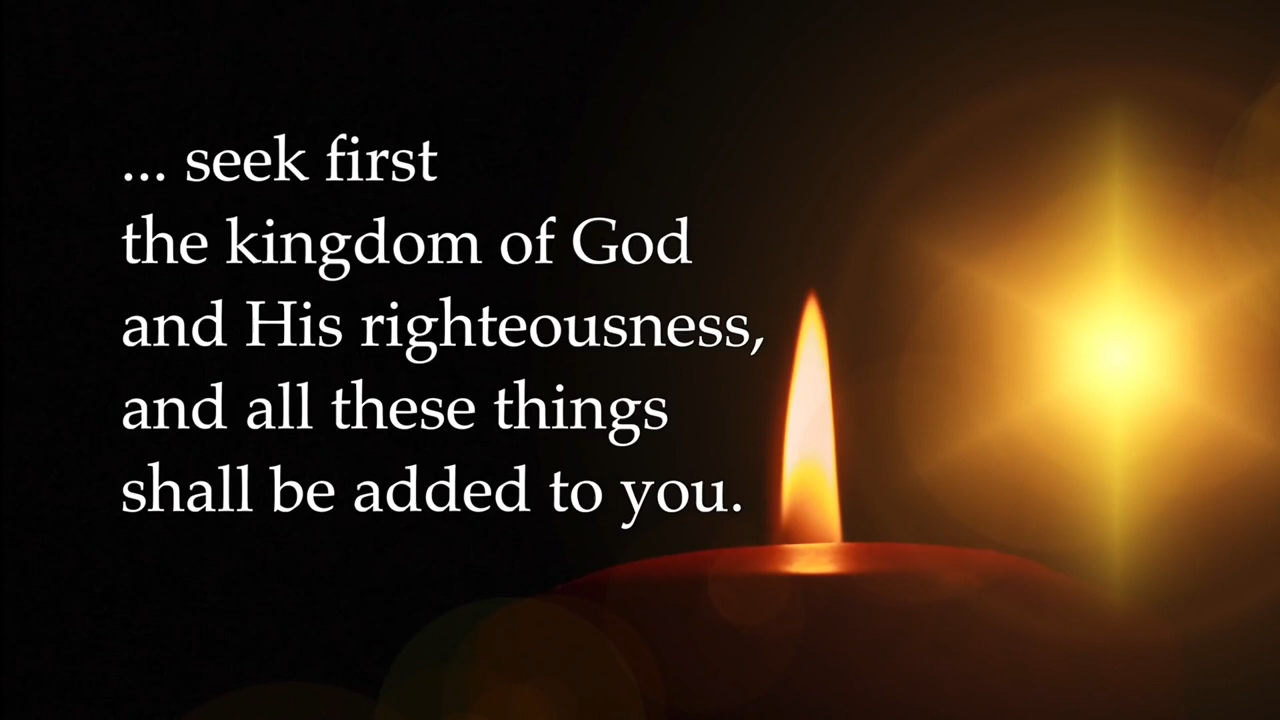 ... seek first
the kingdom of God
and His righteousness,
and all these things
shall be added to you.